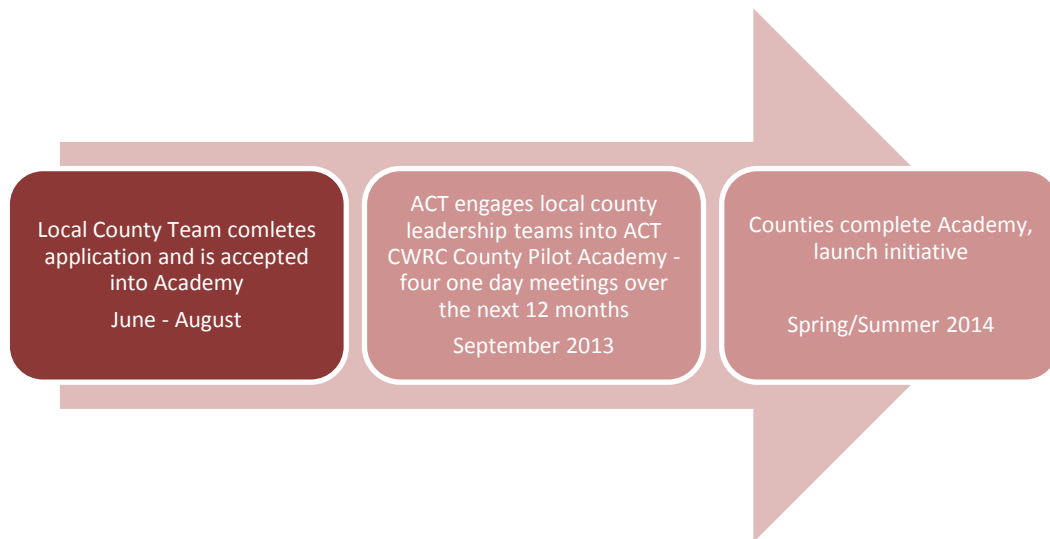 Local County Team comletes
application and is accepted
into Academy
June - August
ACT engages local county
leadership teams into ACT
CWRC County Pilot Academy -
four one day meetings over
the next 12 months
September 2013
Counties complete Academy,
launch initiative
Spring/Summer 2014